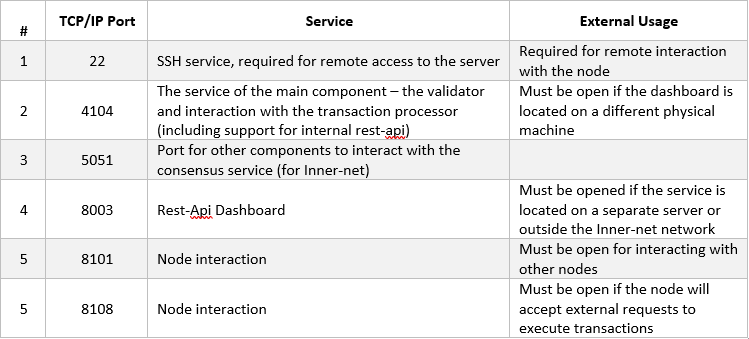 # TCP/IP Port Service External Usage
1 22 SSH service, required for remote access to the server Required for remote interaction
with the node
2 4104 The service of the main component – the validator
and interaction with the transaction processor
(including support for internal rest-api)
Must be open if the dashboard is
located on a different physical
machine
3 5051 Port for other components to interact with the
consensus service (for Inner-net)
4 8003 Rest-Api Dashboard Must be opened if the service is
located on a separate server or
outside the Inner-net network
5 8101 Node interaction Must be open for interacting with
other nodes
5 8108 Node interaction Must be open if the node will
accept external requests to
execute transactions